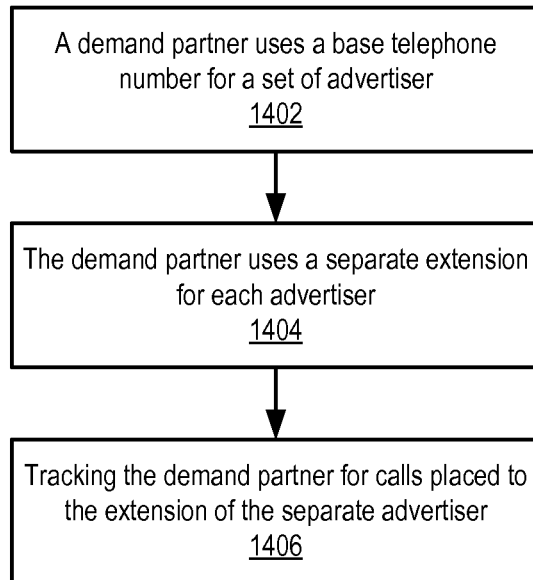 A demand partner uses a base telephone
number for a set of advertiser
1402
The demand partner uses a separate extension
for each advertiser
1404
Tracking the demand partner for calls placed to
the extension of the separate advertiser
1406